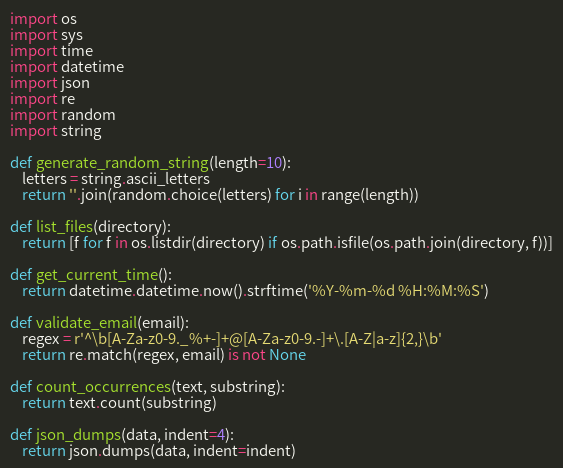 import os
import sys
import time
import datetime
import json
import re
import random
import string

def generate_random_string(length=10):
    letters = string.ascii_letters
    return ''.join(random.choice(letters) for i in range(length))

def list_files(directory):
    return [f for f in os.listdir(directory) if os.path.isfile(os.path.join(directory, f))]

def get_current_time():
    return datetime.datetime.now().strftime('%Y-%m-%d %H:%M:%S')

def validate_email(email):
    regex = r'^\b[A-Za-z0-9._%+-]+@[A-Za-z0-9.-]+\.[A-Z|a-z]{2,}\b'
    return re.match(regex, email) is not None

def count_occurrences(text, substring):
    return text.count(substring)

def json_dumps(data, indent=4):
    return json.dumps(data, indent=indent)